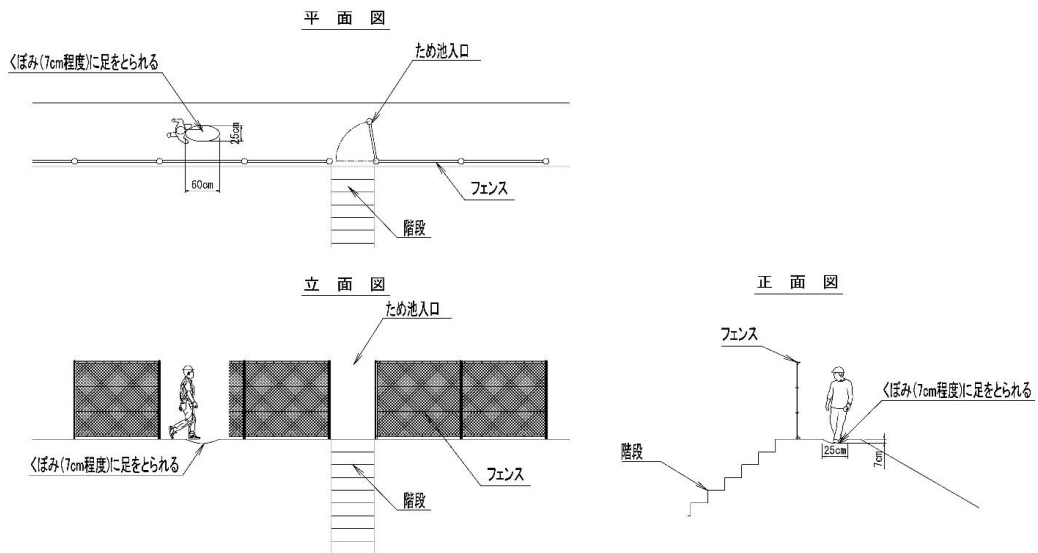 平面図
くぼみ(7cm程度)に足をとられる
ため池入口
25cm
60cm
フェンス
階段
立面図
ため池入口
くぼみ(7cm程度)に足をとられる
フェンス
階段
正面図
フェンス
くぼみ(7cm程度)に足をとられる
階段
25cm
7cm